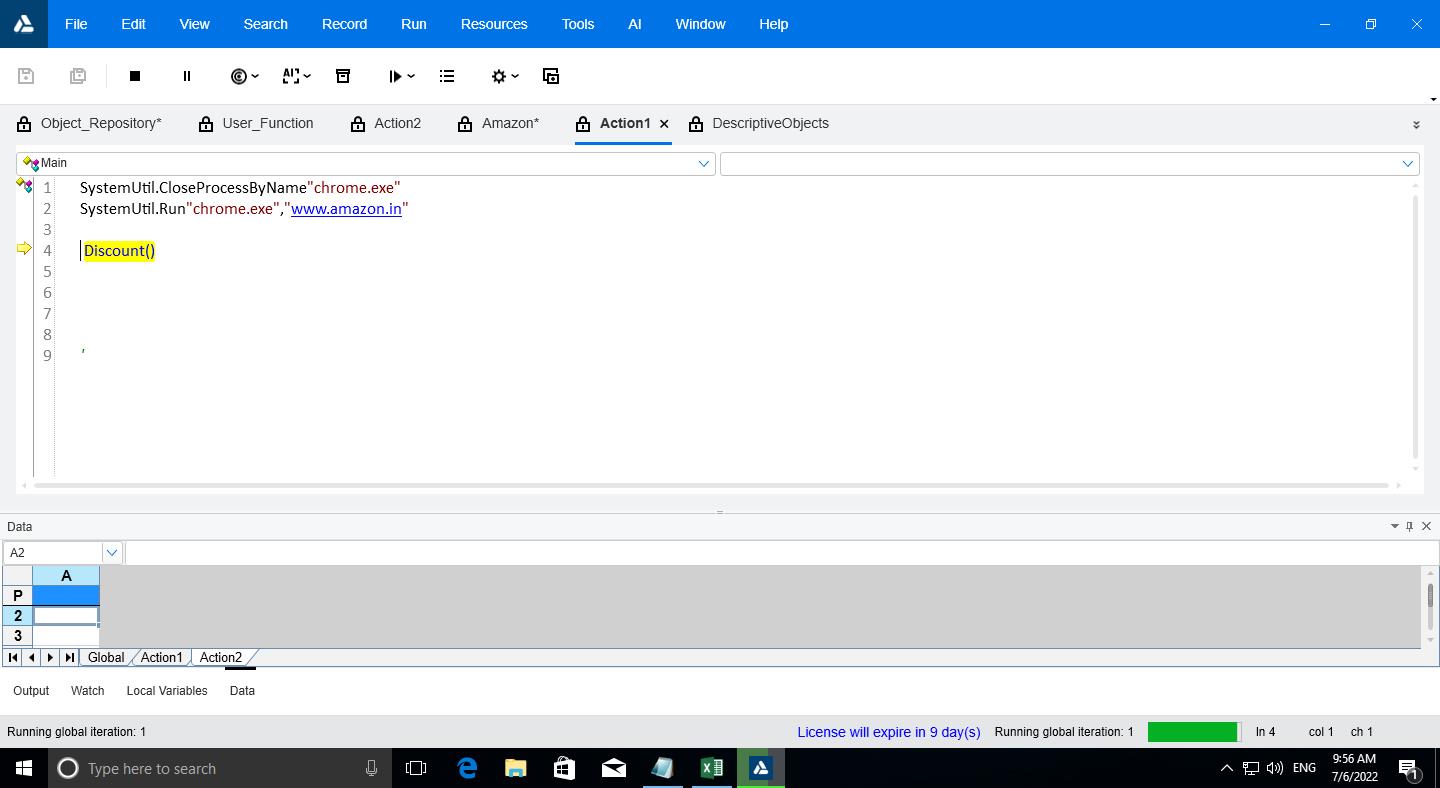 File Edit View Search Record Run Resources Tools AI Window Help
Object_Repository* User_Function Action2 Amazon* Action1 DescriptiveObjects
Main
1 SystemUtil.CloseProcessByName"chrome.exe"
2 SystemUtil.Run"chrome.exe","www.amazon.in"
3
4 Discount()
5
6
7
8
9 '
Data
A2
A
P
2
3
Global Action1 Action2
Output Watch Local Variables Data
Running global iteration: 1 License will expire in 9 day(s) Running global iteration: 1 ln 4 col 1 ch 1
Type here to search ENG 9:56 AM
7/6/2022 1